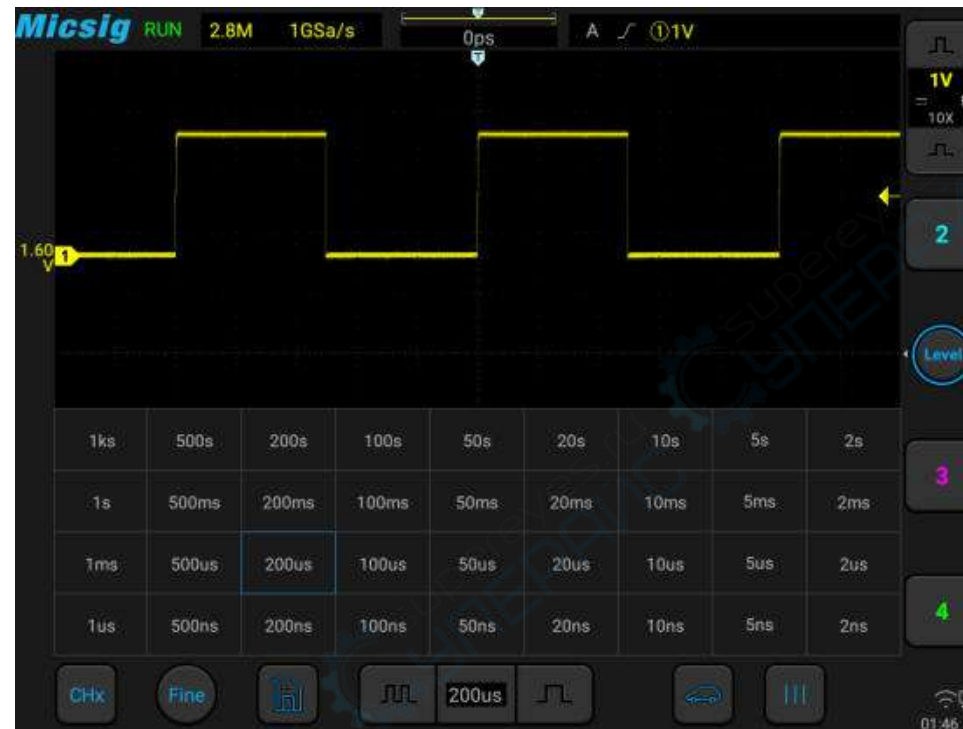 Micsig RUN 2.8M 1GSa/s 0ps A 1 1V
T
1V
10X
1.60
V
1
2
Level
1ks 500s 200s 100s 50s 20s 10s 5s 2s
1s 500ms 200ms 100ms 50ms 20ms 10ms 5ms 2ms
3
1ms 500us 200us 100us 50us 20us 10us 5us 2us
1us 500ns 200ns 100ns 50ns 20ns 10ns 5ns 2ns
4
CHx Fine 200us
01:46
supereyes.ru
СУПЕРАЙС